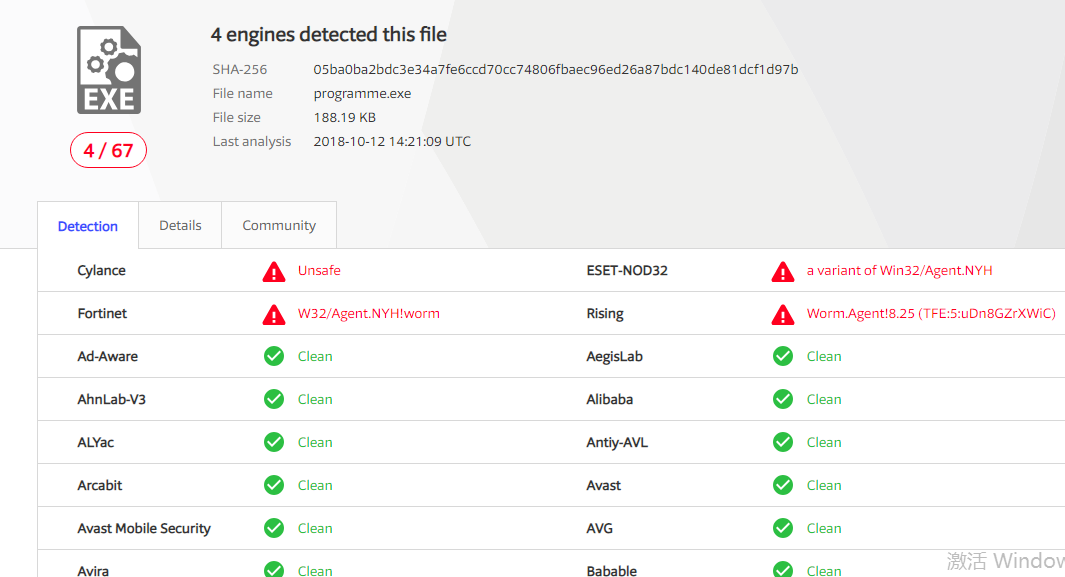 4 engines detected this file
SHA-256 05ba0ba2bdc3e34a7fe6ccd70cc74806fbaec96ed26a87bdc140de81dcf1d97b
File name programme.exe
File size 188.19 KB
Last analysis 2018-10-12 14:21:09 UTC
EXE
4 / 67
Detection Details Community
Cylance Unsafe ESET-NOD32 a variant of Win32/Agent.NYH
Fortinet W32/Agent.NYH!worm Rising Worm.Agent!8.25 (TFE:5:uDn8GZrXWiC)
Ad-Aware Clean AegisLab Clean
AhnLab-V3 Clean Alibaba Clean
ALYac Clean Antiy-AVL Clean
Arcabit Clean Avast Clean
Avast Mobile Security Clean AVG Clean
激活 Window
Avira Clean Babable Clean